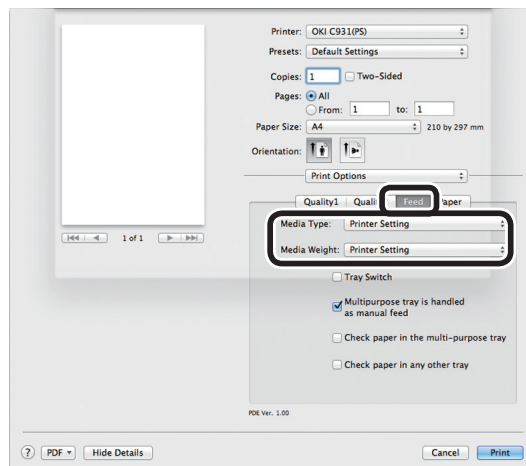 Printer: OKI C931(PS)
Presets: Default Settings
Copies: 1 Two-Sided
Pages: All
From: 1 to: 1
Paper Size: A4 210 by 297 mm
Orientation:
Print Options
Quality1 Feed
Media Type: Printer Setting
1 of 1
Media Weight: Printer Setting
Tray Switch
Multipurpose tray is handled
as manual feed
Check paper in the multi-purpose tray
Check paper in any other tray
PDE Ver. 1.00
? PDF Hide Details Cancel Print